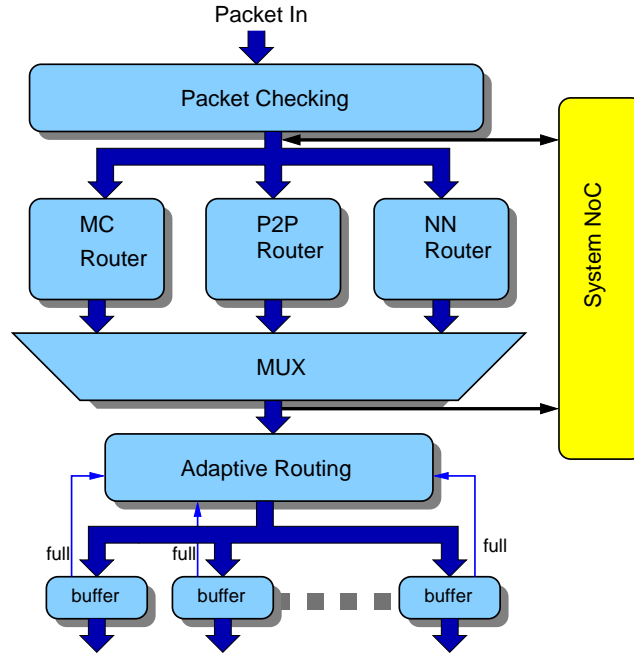 Packet In
Packet Checking
MC
Router
P2P
Router
NN
Router
System NoC
MUX
Adaptive Routing
full
full
full
buffer
buffer
buffer